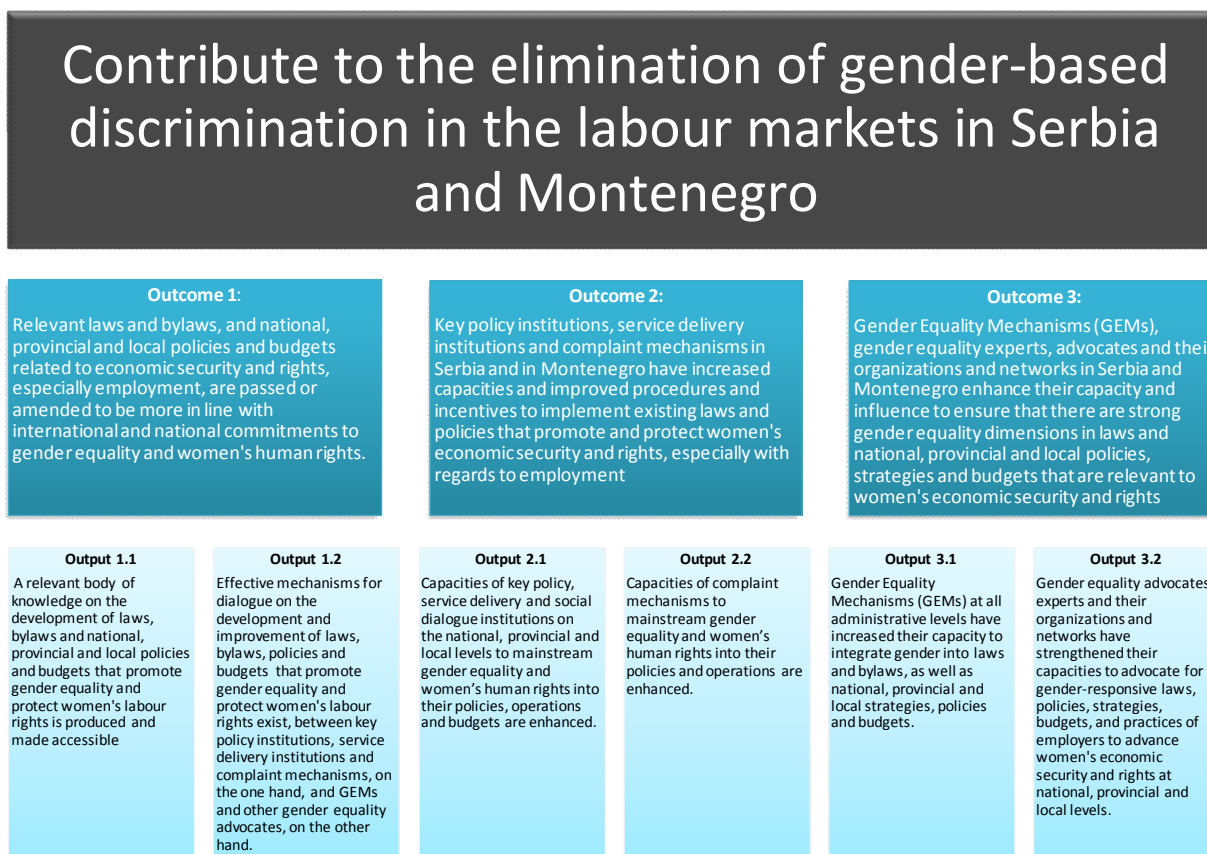 Contribute to the elimination of gender-based
discrimination in the labour markets in Serbia
and Montenegro
Outcome 1:
Relevant laws and bylaws, and national,
provincial and local policies and budgets
related to economic security and rights,
especially employment, are passed or
amended to be more in line with
international and national commitments to
gender equality and women's human rights.
Outcome 2:
Key policy institutions, service delivery
institutions and complaint mechanisms in
Serbia and in Montenegro have increased
capacities and improved procedures and
incentives to implement existing laws and
policies that promote and protect women's
economic security and rights, especially with
regards to employment
Outcome 3:
Gender Equality Mechanisms (GEMs),
gender equality experts, advocates and thei
organizations and networks in Serbia and
Montenegro enhance their capacity and
influence to ensure that there are strong
gender equality dimensions in laws and
national, provincial and local policies,
strategies and budgets that are relevant to
women's economic security and rights
Output 1.1
A relevant body of
knowledge on the
development of laws,
bylaws and national,
provincial and local policies
and budgets that promote
gender equality and
protect women's labour
rights is produced and
made accessible
Output 1.2
Effective mechanisms for
dialogue on the
development and
improvement of laws,
bylaws, policies and
budgets that promote
gender equality and
protect women's labour
rights exist, between key
policy institutions, service
delivery institutions and
complaint mechanisms, on
the one hand, and GEMs
and other gender equality
advocates, on the other
hand.
Output 2.1
Capacities of key policy,
service delivery and social
dialogue institutions on
the national, provincial and
local levels to mainstream
gender equality and
women’s human rights into
their policies, operations
and budgets are enhanced.
Output 2.2
Capacities of complaint
mechanisms to
mainstream gender
equality and women’s
human rights into their
policies and operations are
enhanced.
Output 3.1
Gender Equality
Mechanisms (GEMs) at all
administrative levels have
increased their capacity to
integrate gender into laws
and bylaws, as well as
national, provincial and
local strategies, policies
and budgets.
Output 3.2
Gender equality advocates
experts and their
organizations and
networks have
strengthened their
capacities to advocate for
gender-responsive laws,
policies, strategies,
budgets, and practices of
employers to advance
women's economic
security and rights at
national, provincial and
local levels.